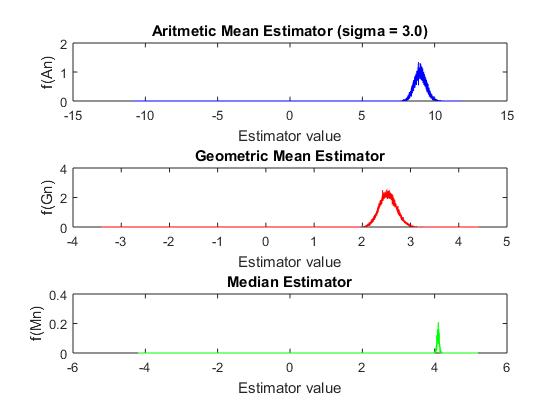 Aritmetic Mean Estimator (sigma = 3.0)
2
1
0
f(An)
-15 -10 -5 0 5 10 15
Estimator value
Geometric Mean Estimator
4
2
0
f(Gn)
-4 -3 -2 -1 0 1 2 3 4 5
Estimator value
Median Estimator
0.4
0.2
0
f(Mn)
-6 -4 -2 0 2 4 6
Estimator value